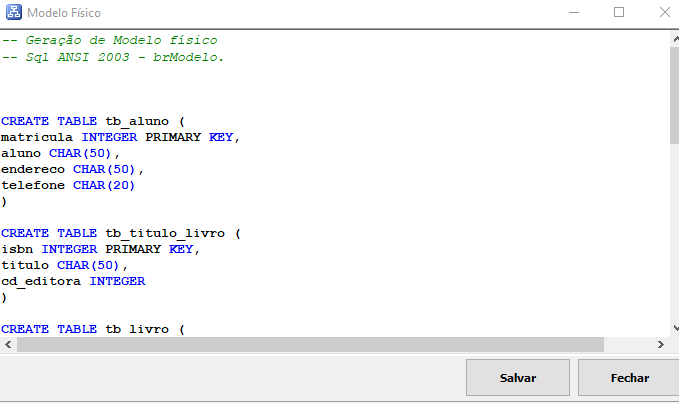 Modelo Físico
-- Geração de Modelo físico
-- Sql ANSI 2003 - brModelo.
CREATE TABLE tb_aluno (
matricula INTEGER PRIMARY KEY,
aluno CHAR(50),
endereco CHAR(50),
telefone CHAR(20)
)
CREATE TABLE tb_titulo_livro (
isbn INTEGER PRIMARY KEY,
titulo CHAR(50),
cd_editora INTEGER
)
CREATE TABLE tb_livro (
Salvar Fechar